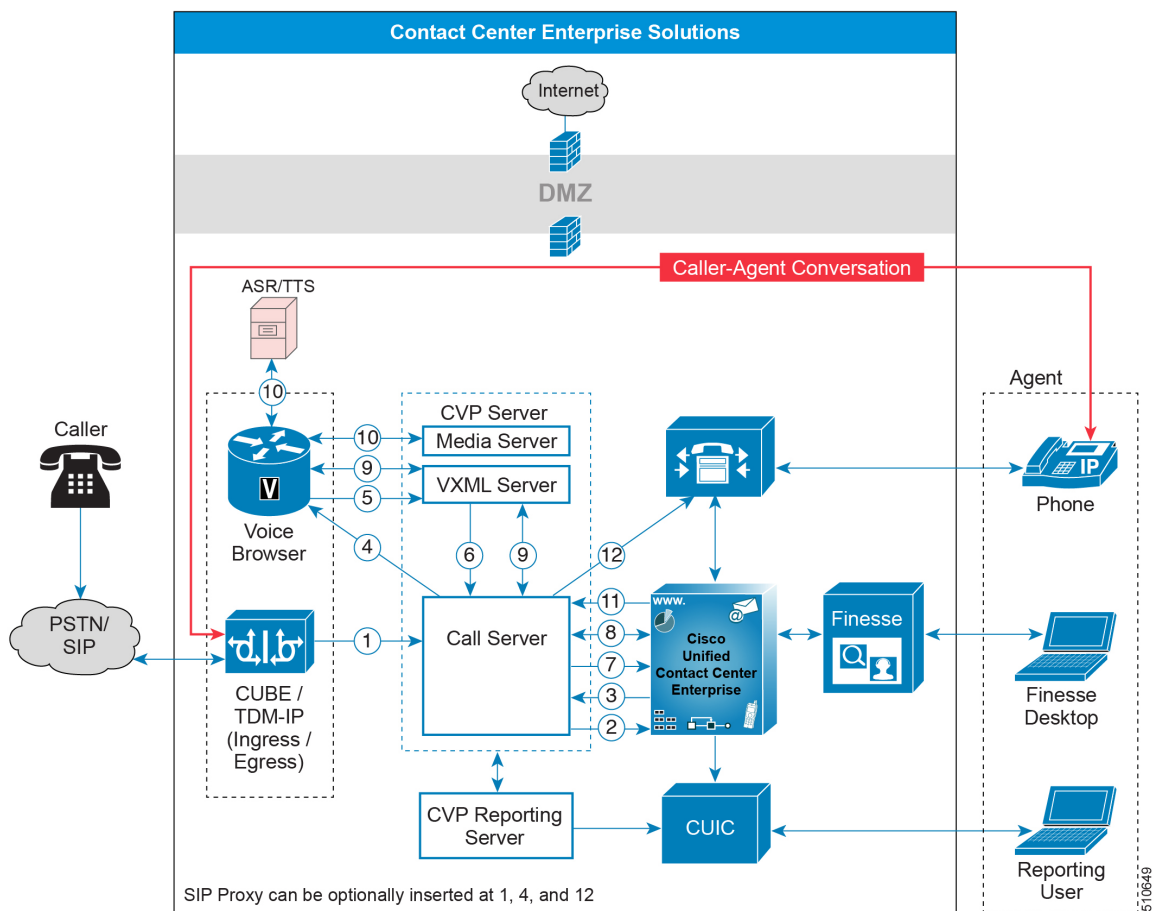 Contact Center Enterprise Solutions
Internet
DMZ
Caller-Agent Conversation
ASR/TTS
10
Agent
Caller
CVP Server
10
Media Server
9
VXML Server
5
V
Voice
Browser
IP
Phone
4
6
9
12
PSTN/
SIP
1
Call Server
11
8
7
3
2
www.
Cisco
Unified
Contact Center
Enterprise
Finesse
Finesse
Desktop
CUBE /
TDM-IP
(Ingress /
Egress)
CVP Reporting
Server
CUIC
Reporting
User
SIP Proxy can be optionally inserted at 1, 4, and 12
510649